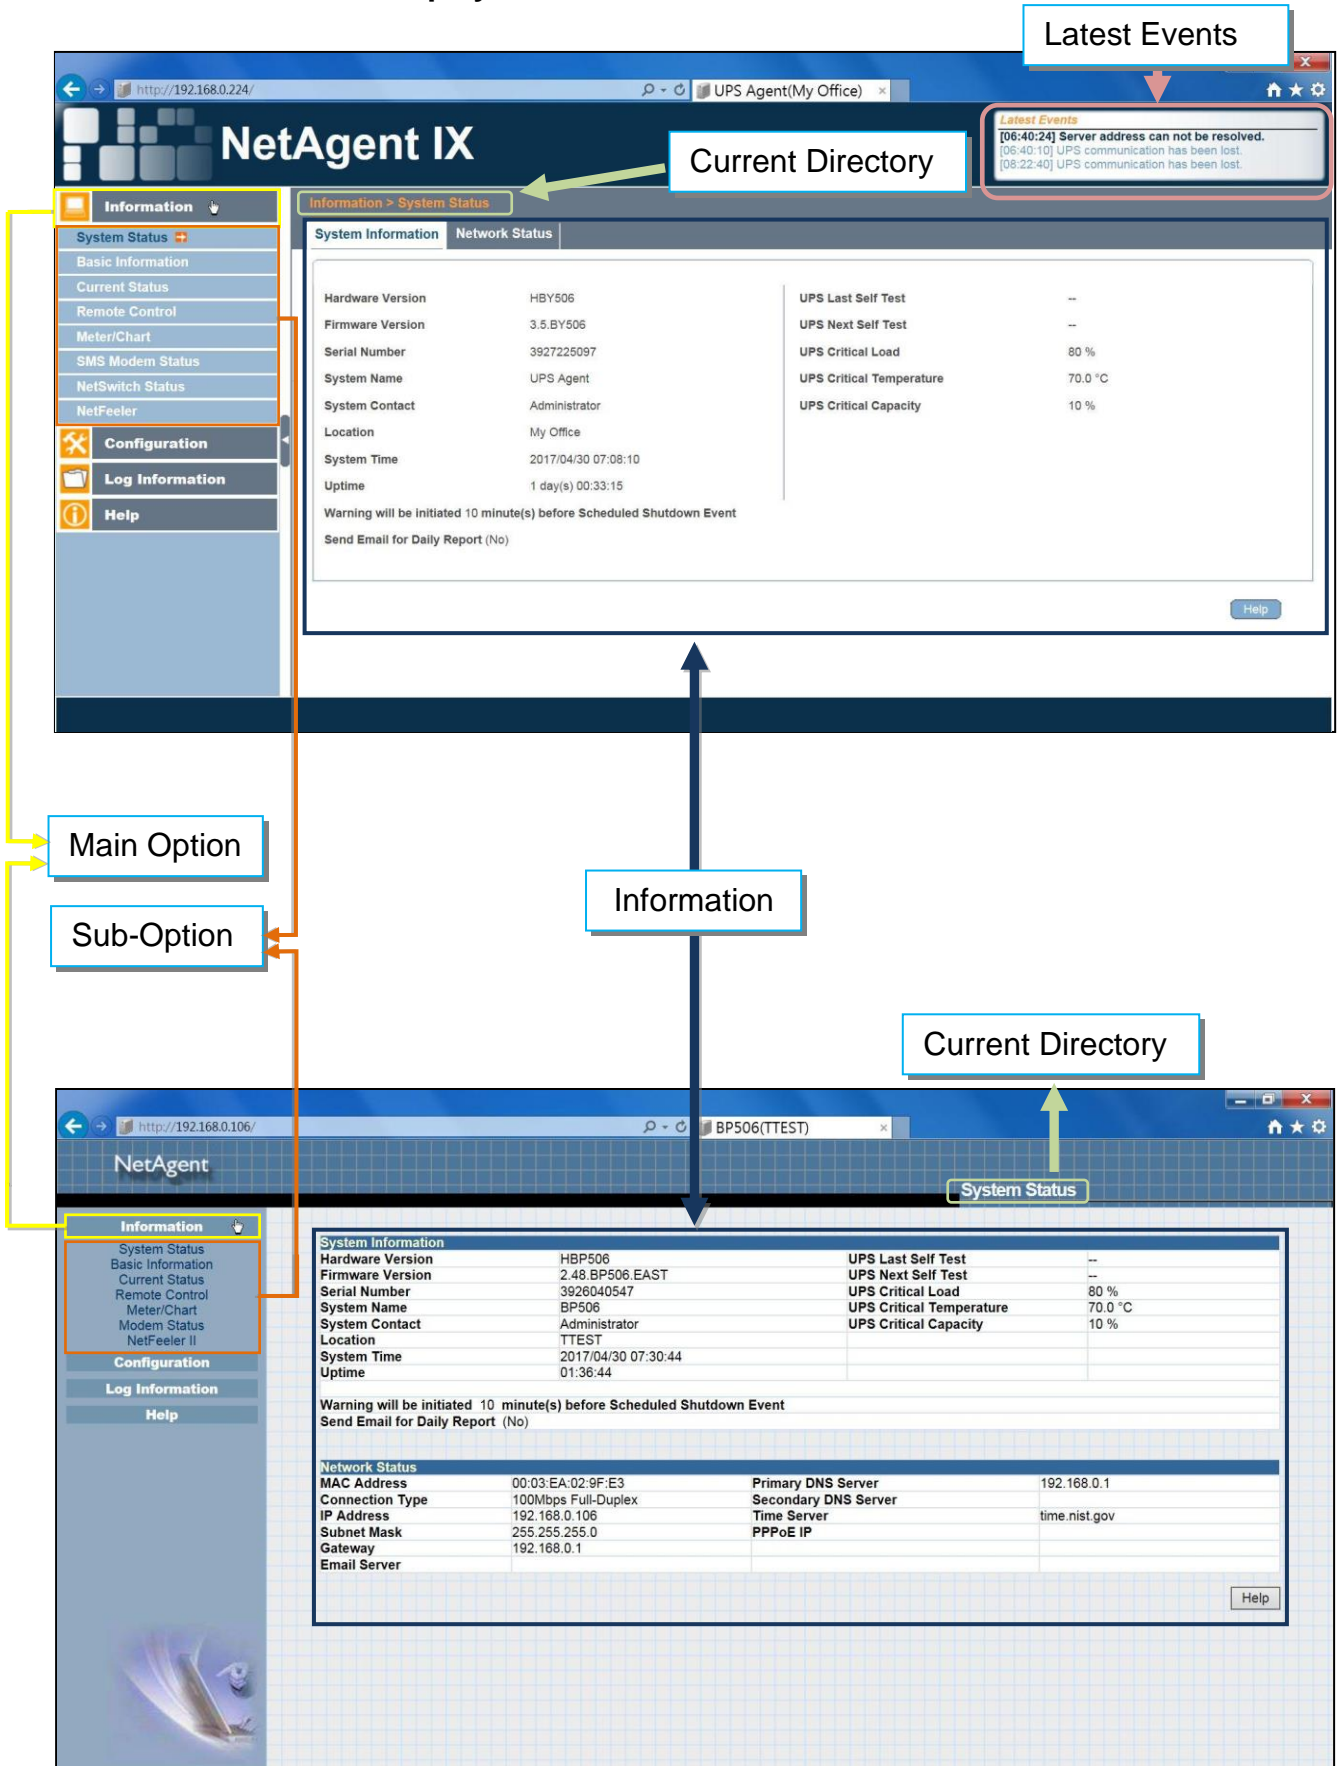 Latest Events
http://192.168.0.224/
UPS Agent(My Office)
NetAgent IX
Current Directory
Latest Events
[06:40:24] Server address can not be resolved.
[06:40:10] UPS communication has been lost.
[08:22:40] UPS communication has been lost.
Information
Information > System Status
System Status
Basic Information
Current Status
Remote Control
Meter/Chart
SMS Modem Status
NetSwitch Status
NetFeeler
Configuration
Log Information
Help
System Information Network Status
Hardware Version HBY506 UPS Last Self Test --
Firmware Version 3.5.BY506 UPS Next Self Test --
Serial Number 3927225097 UPS Critical Load 80 %
System Name UPS Agent UPS Critical Temperature 70.0 °C
System Contact Administrator UPS Critical Capacity 10 %
Location My Office
System Time 2017/04/30 07:08:10
Uptime 1 day(s) 00:33:15
Warning will be initiated 10 minute(s) before Scheduled Shutdown Event
Send Email for Daily Report (No)
Help
Main Option
Information
Sub-Option
Current Directory
http://192.168.0.106/
BP506(TTEST)
NetAgent
System Status
Information
System Status
Basic Information
Current Status
Remote Control
Meter/Chart
Modem Status
NetFeeler II
Configuration
Log Information
Help
System Information
Hardware Version HBP506 UPS Last Self Test --
Firmware Version 2.48.BP506.EAST UPS Next Self Test --
Serial Number 3926040547 UPS Critical Load 80 %
System Name BP506 UPS Critical Temperature 70.0 °C
System Contact Administrator UPS Critical Capacity 10 %
Location TTEST
System Time 2017/04/30 07:30:44
Uptime 01:36:44
Warning will be initiated 10 minute(s) before Scheduled Shutdown Event
Send Email for Daily Report (No)
Network Status
MAC Address 00:03:EA:02:9F:E3 Primary DNS Server 192.168.0.1
Connection Type 100Mbps Full-Duplex Secondary DNS Server
IP Address 192.168.0.106 Time Server time.nist.gov
Subnet Mask 255.255.255.0 PPPoE IP
Gateway 192.168.0.1
Email Server
Help